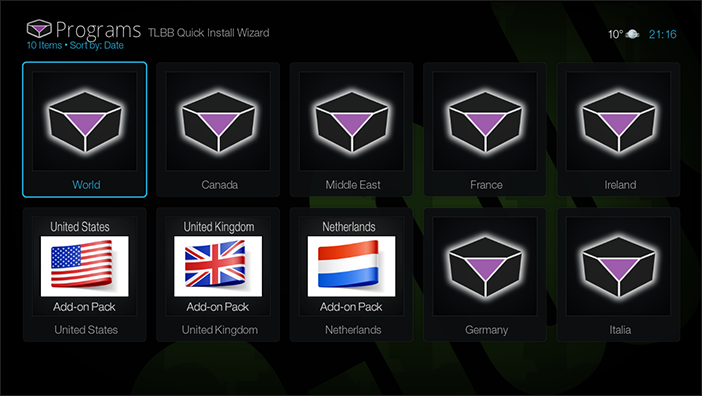 Programs TLBB Quick Install Wizard
10 Items • Sort by: Date
10° 21:16
World
Canada
Middle East
France
Ireland
United States
Add-on Pack
United States
United Kingdom
Add-on Pack
United Kingdom
Netherlands
Add-on Pack
Netherlands
Germany
Italia